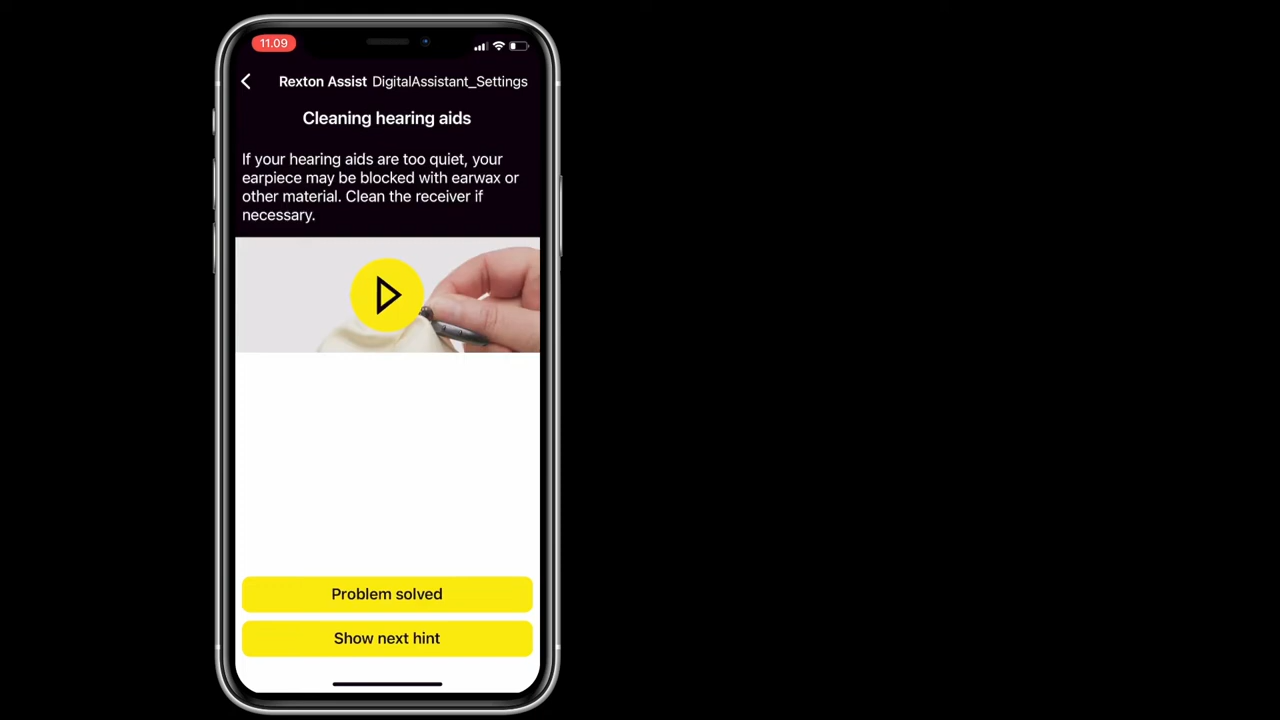 11.09
Rexton Assist DigitalAssistant_Settings
Cleaning hearing aids
If your hearing aids are too quiet, your
earpiece may be blocked with earwax or
other material. Clean the receiver if
necessary.
Problem solved
Show next hint